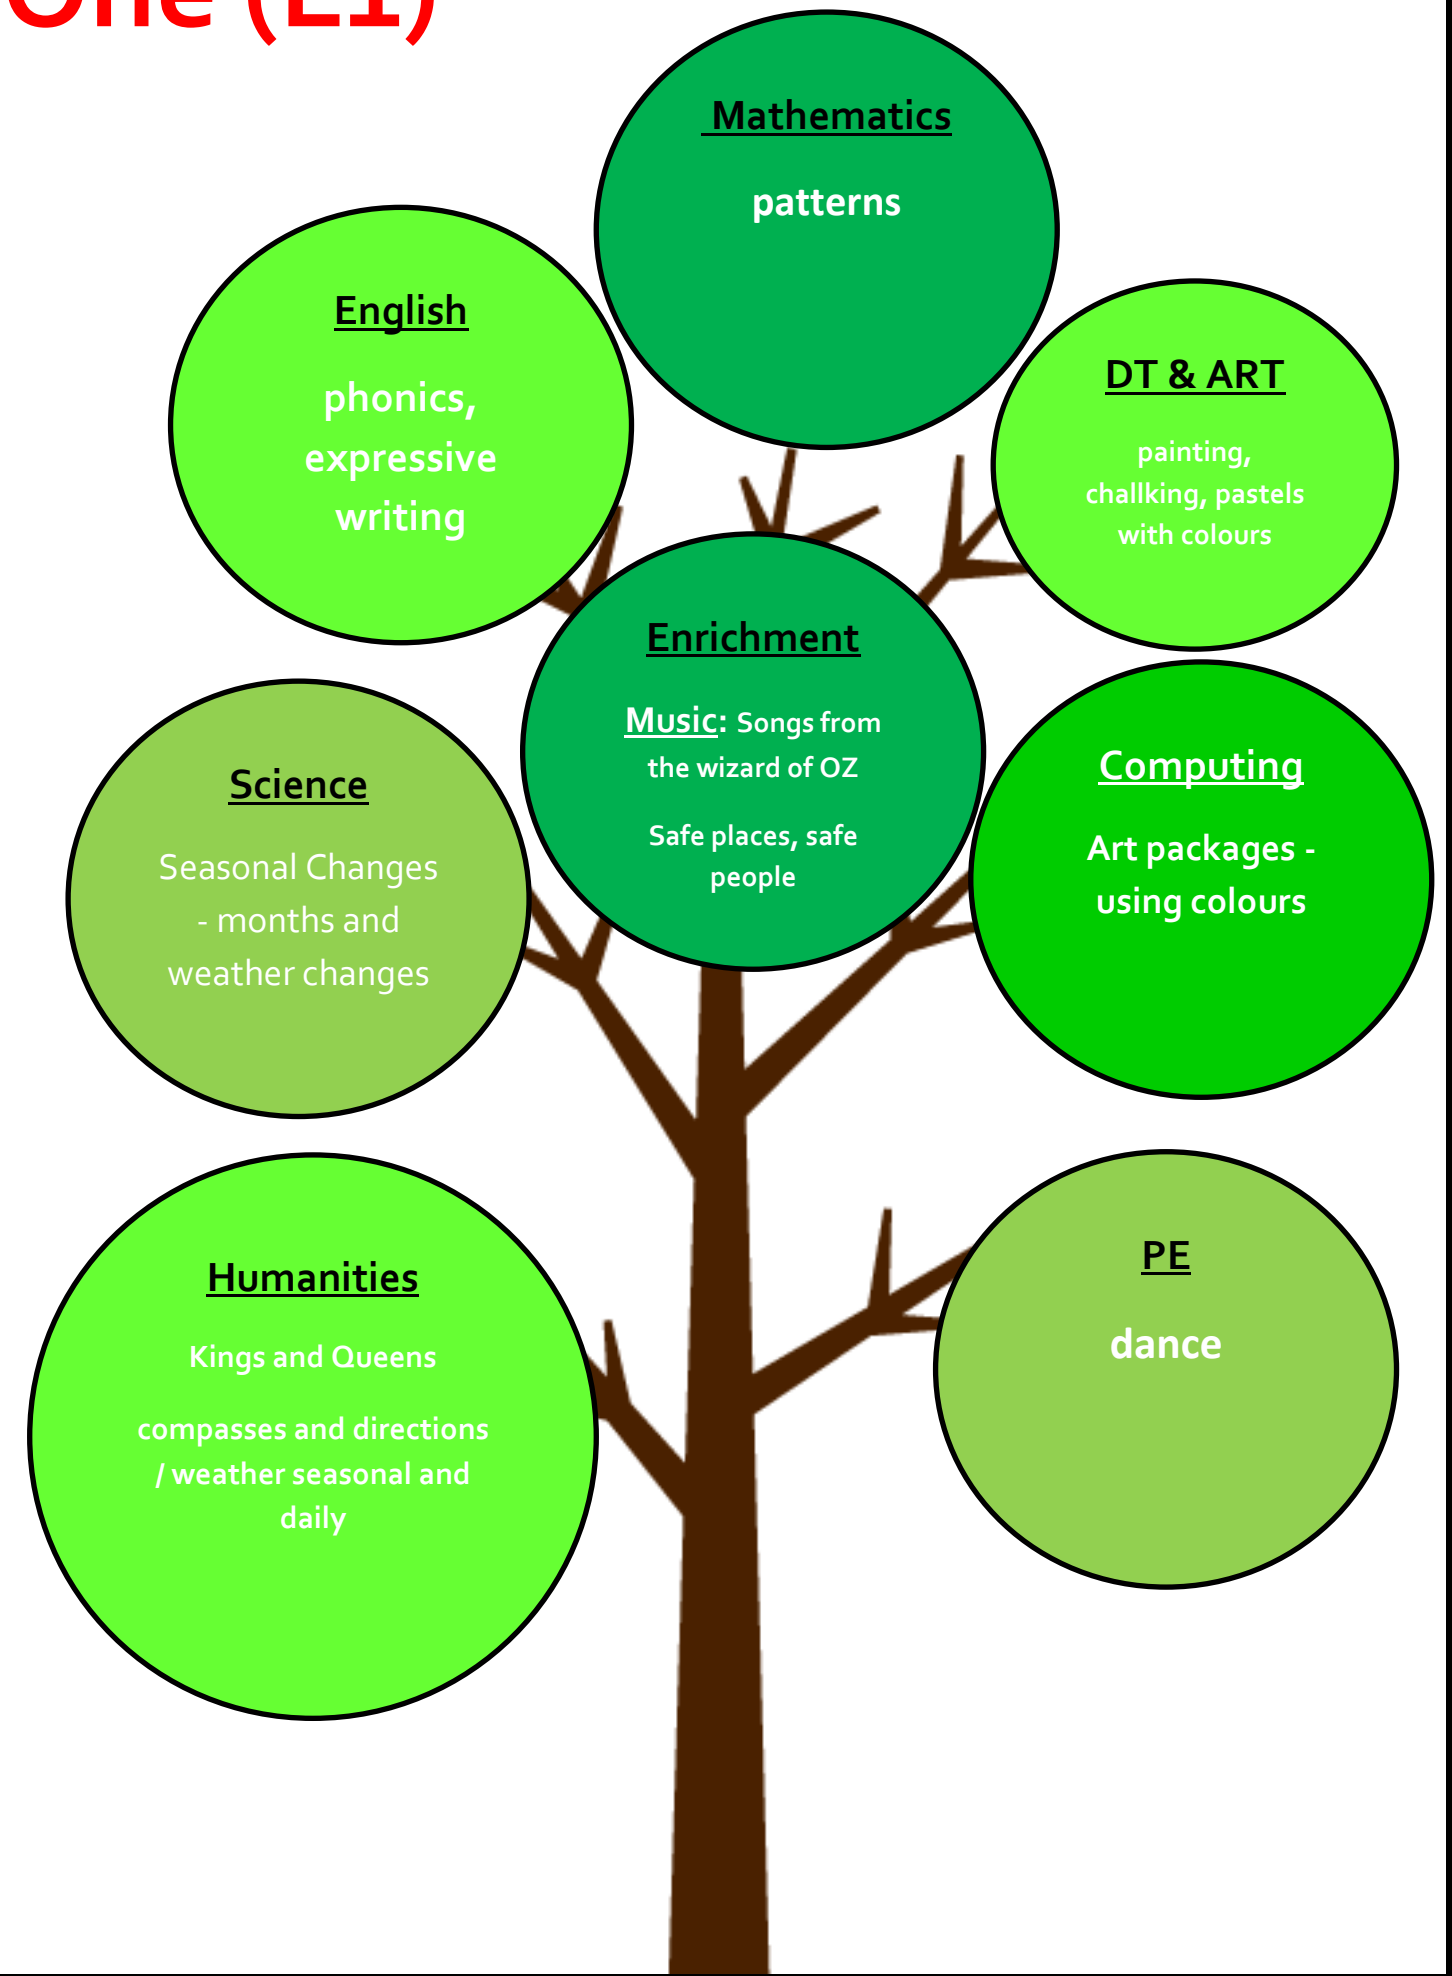 One (E1)
Mathematics
patterns
English
phonics,
expressive
writing
DT & ART
painting,
challking, pastels
with colours
Enrichment
Music: Songs from
the wizard of OZ
Safe places, safe
people
Science
Seasonal Changes
- months and
weather changes
Computing
Art packages -
using colours
Humanities
Kings and Queens
compasses and directions
/ weather seasonal and
daily
PE
dance